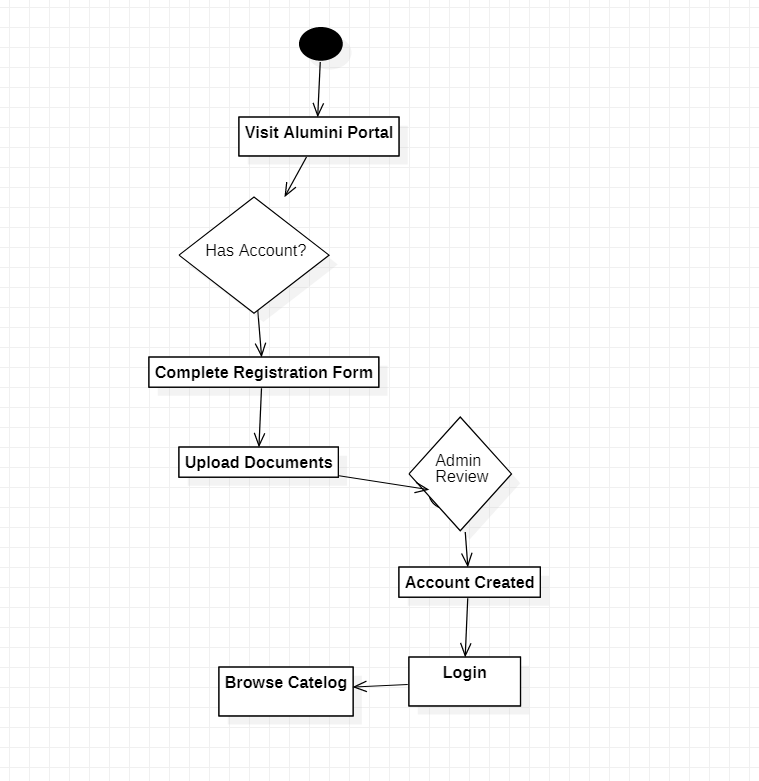 Visit Alumini Portal
Has Account?
Complete Registration Form
Upload Documents
Admin
Review
Account Created
Login
Browse Catelog